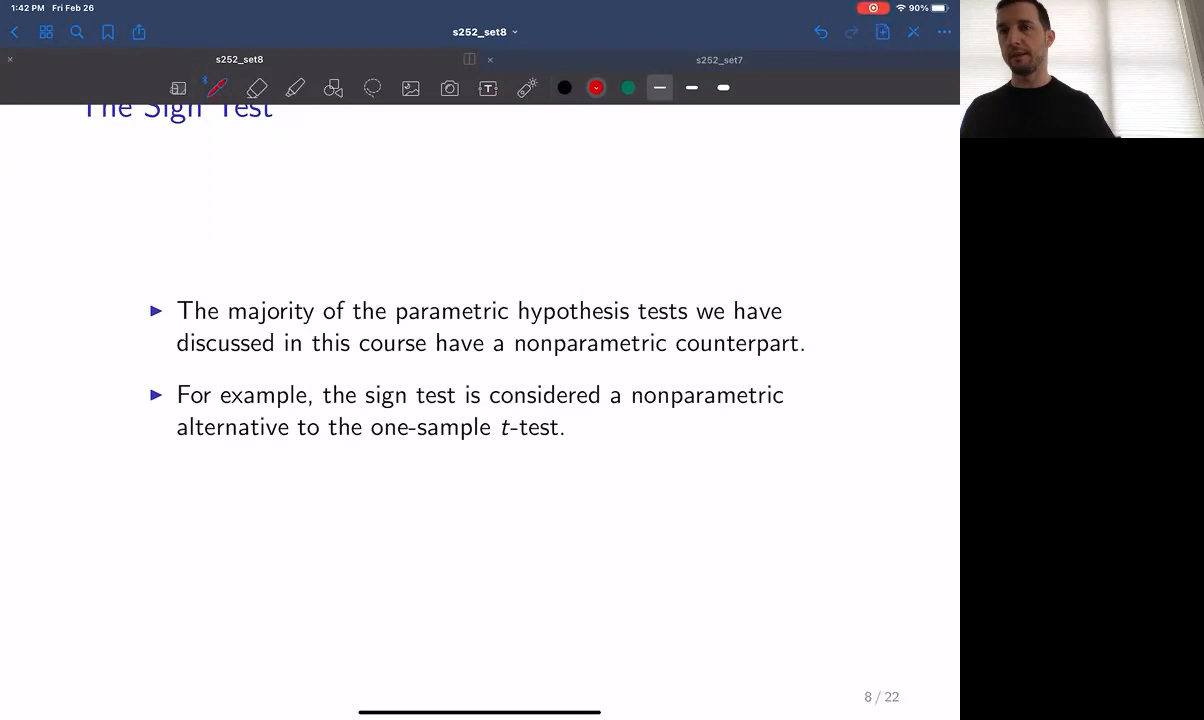 1:42 PM Fri Feb 26
90%
s252_set8
s252_set8
s252_set7
T
The Sign Test
The majority of the parametric hypothesis tests we have
discussed in this course have a nonparametric counterpart.
For example, the sign test is considered a nonparametric
alternative to the one-sample t-test.
8 / 22